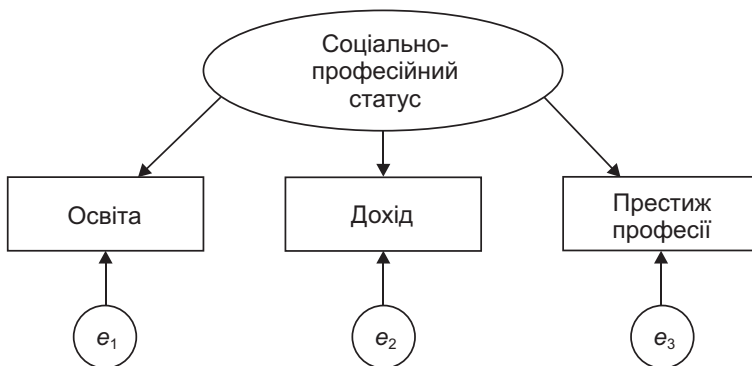 Соціально-
професійний
статус
Освіта
Дохід
Престиж
професії
e₁
e₂
e₃